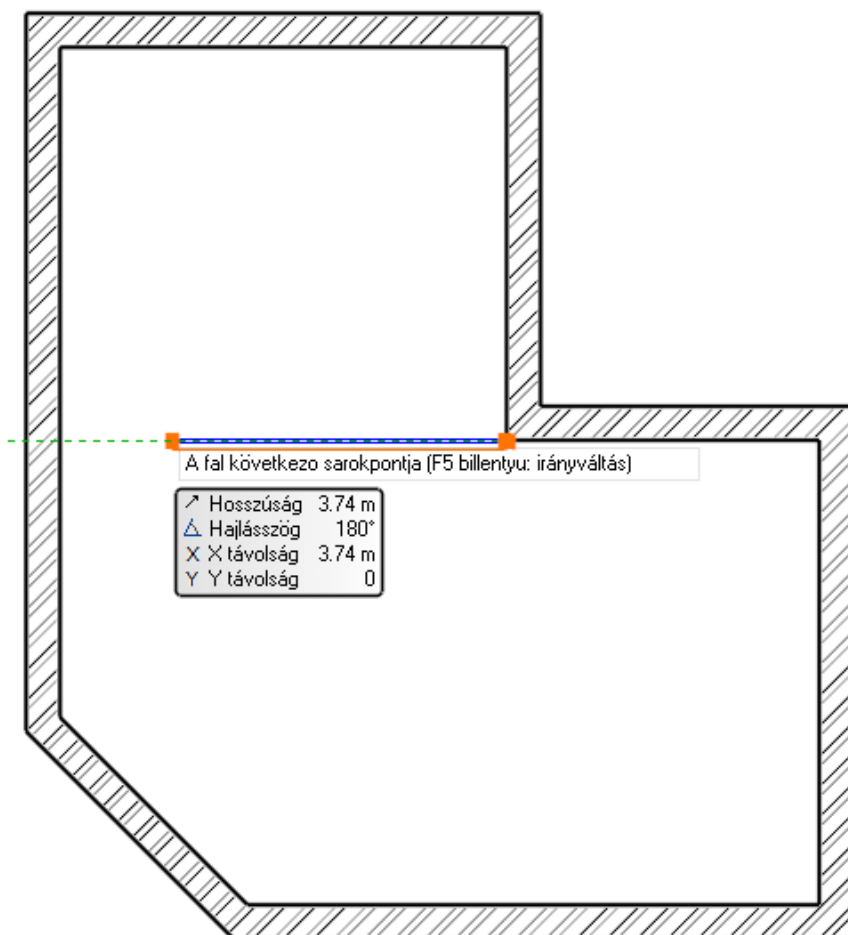 A fal következo sarokpontja (F5 billentyu: irányváltás)
Hosszúság 3.74 m
Hajlásszög 180°
X X távolság 3.74 m
Y Y távolság 0